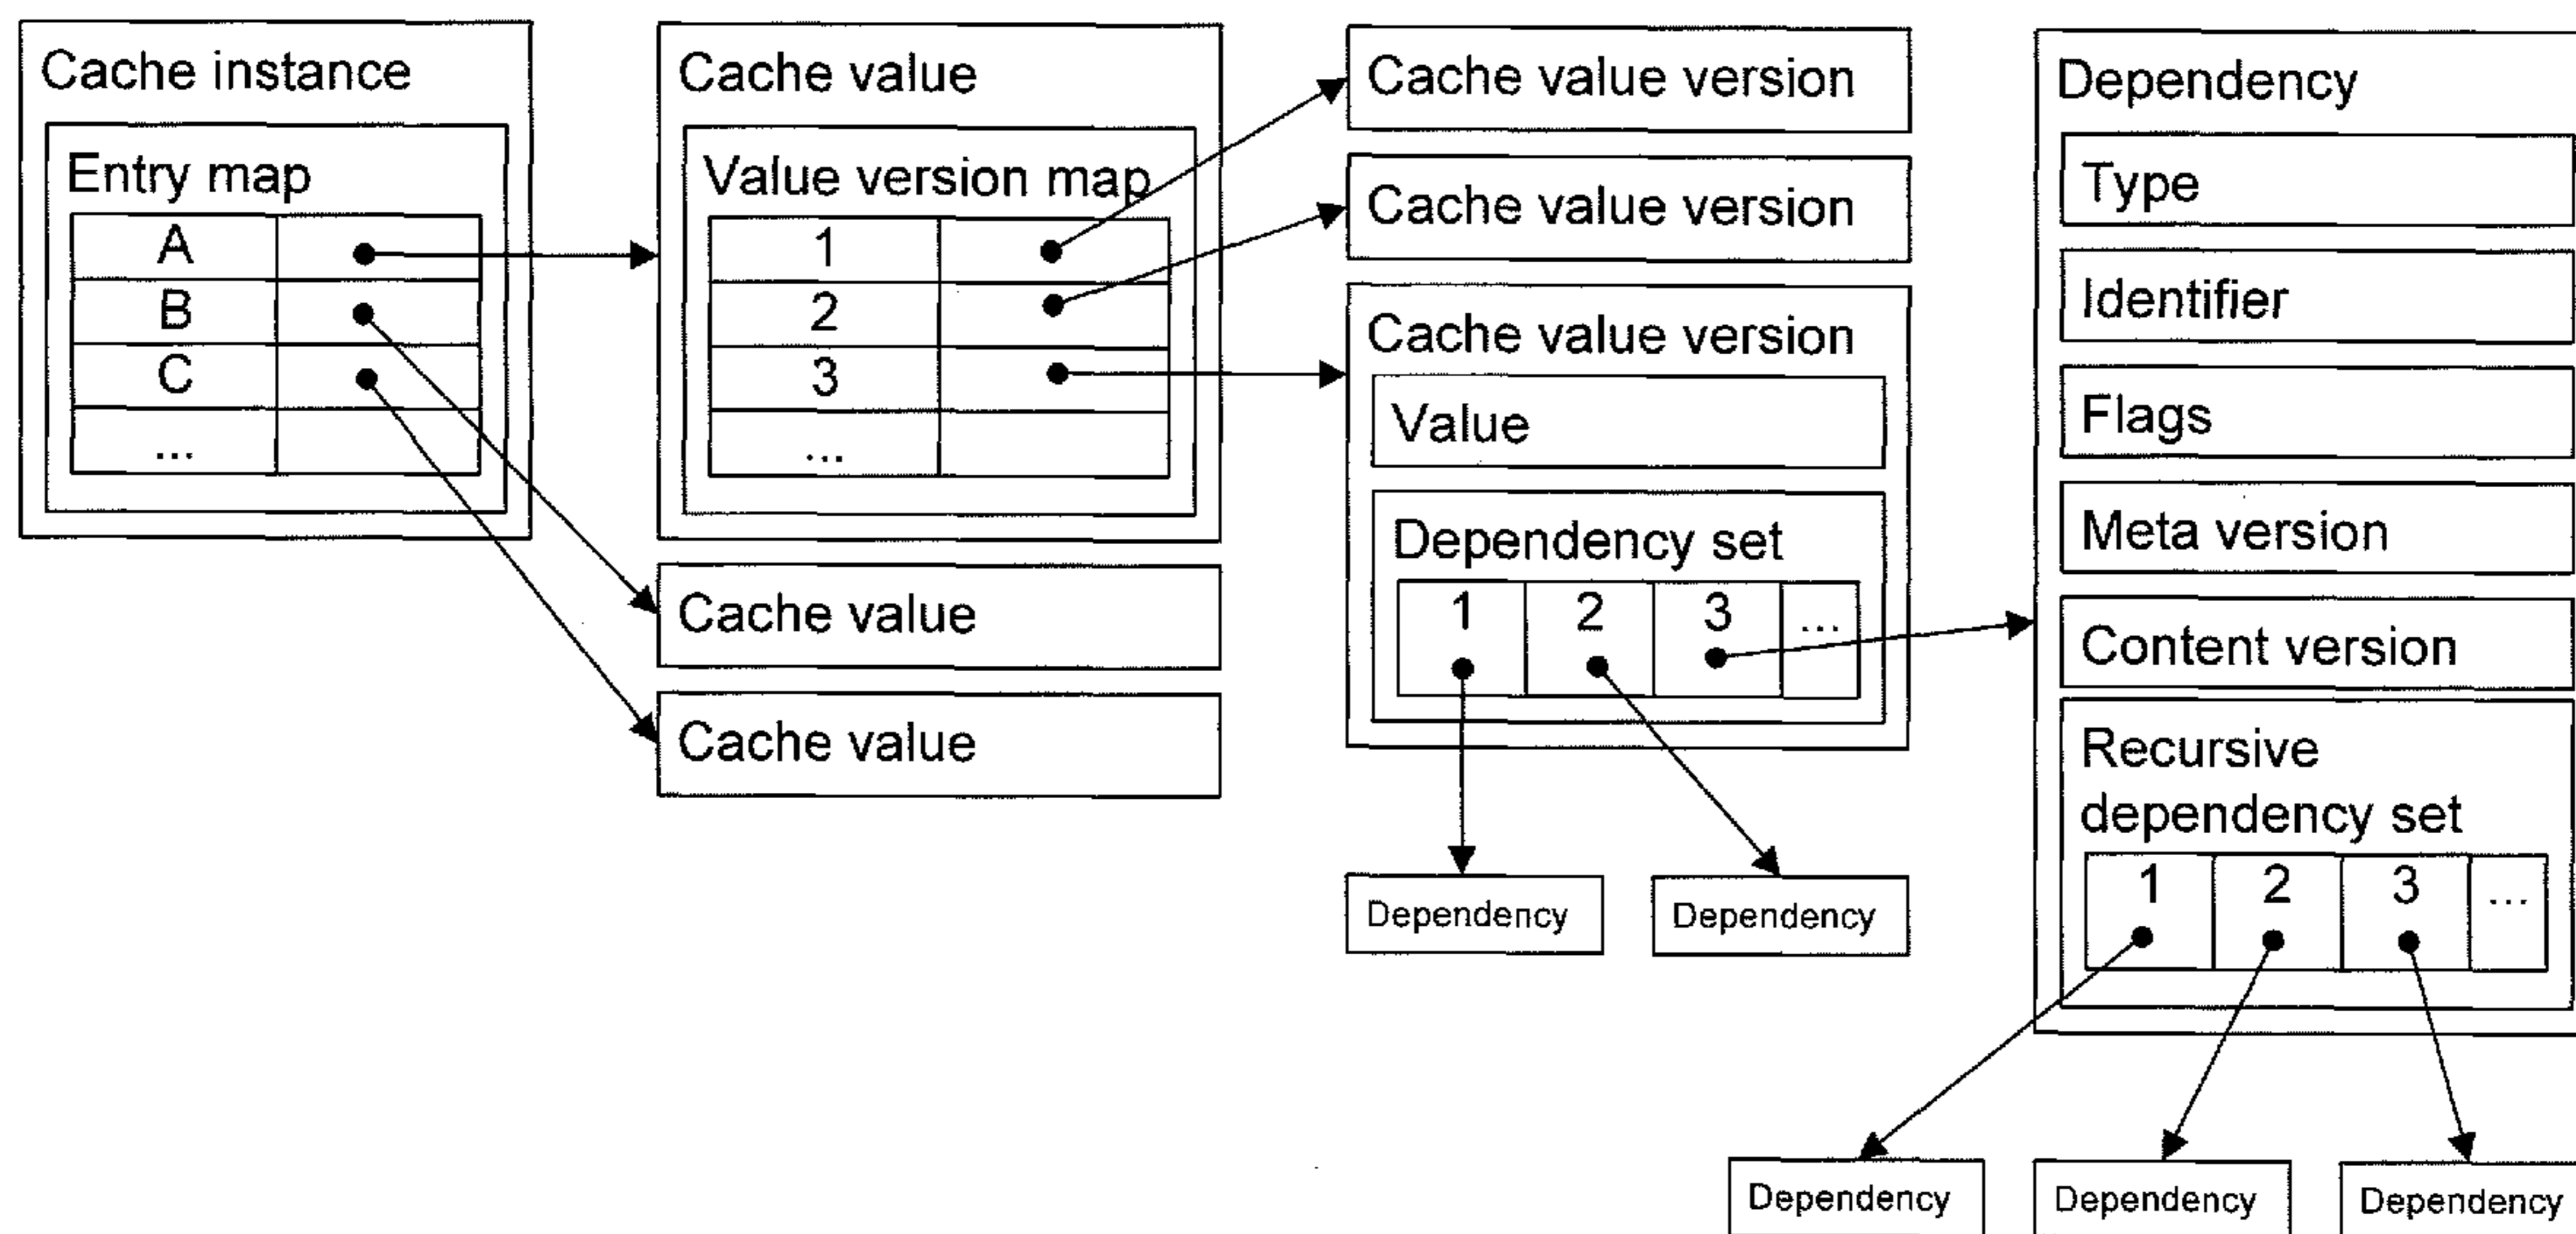 Cache instance
Entry map
A
B
C
...
Cache value
Value version map
1
2
3
...
Cache value
Cache value
Cache value version
Cache value version
Cache value version
Value
Dependency set
1 2 3 ...
Dependency Dependency
Dependency
Type
Identifier
Flags
Meta version
Content version
Recursive
dependency set
1 2 3 ...
Dependency Dependency Dependency